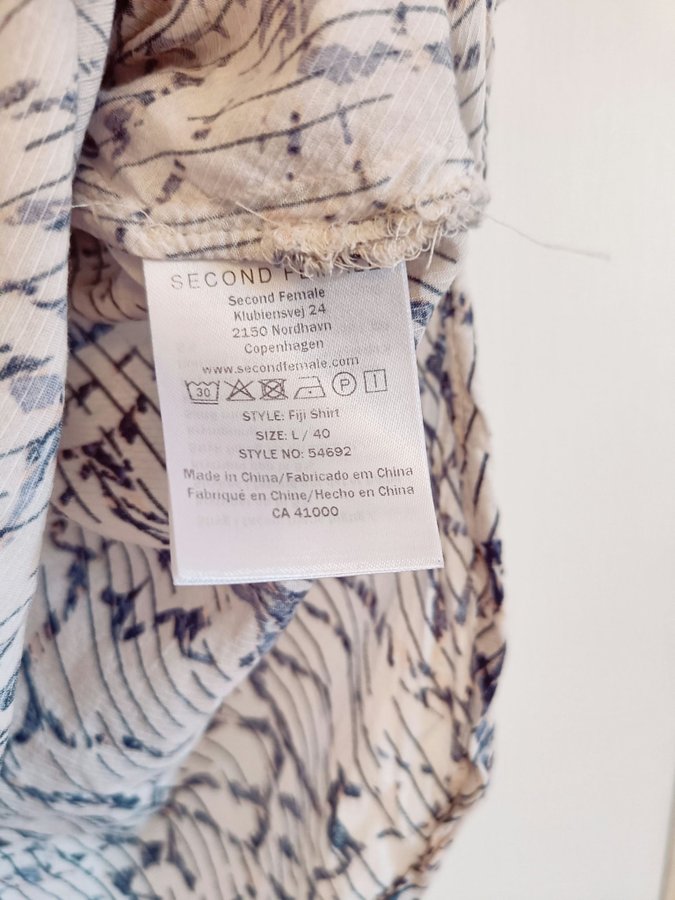 SECOND FEMALE
Second Female
Klubiensvej 24
2150 Nordhavn
Copenhagen
www.secondfemale.com
30 P
STYLE: Fiji Shirt
SIZE: L / 40
STYLE NO: 54692
Made in China/Fabricado em China
Fabriqué en Chine/Hecho en China
CA 41000